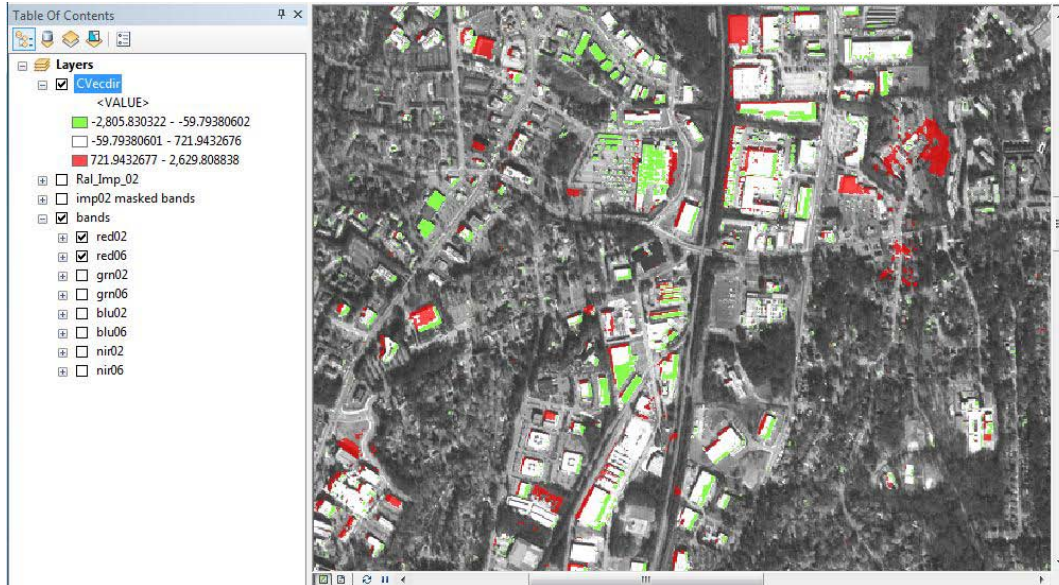 Table Of Contents
Layers
CVecdir
<VALUE>
-2,805.830322 - -59.79380602
-59.79380601 - 721.9432676
721.9432677 - 2,629.808838
Ral_Imp_02
imp02 masked bands
bands
red02
red06
grn02
grn06
blu02
blu06
nir02
nir06